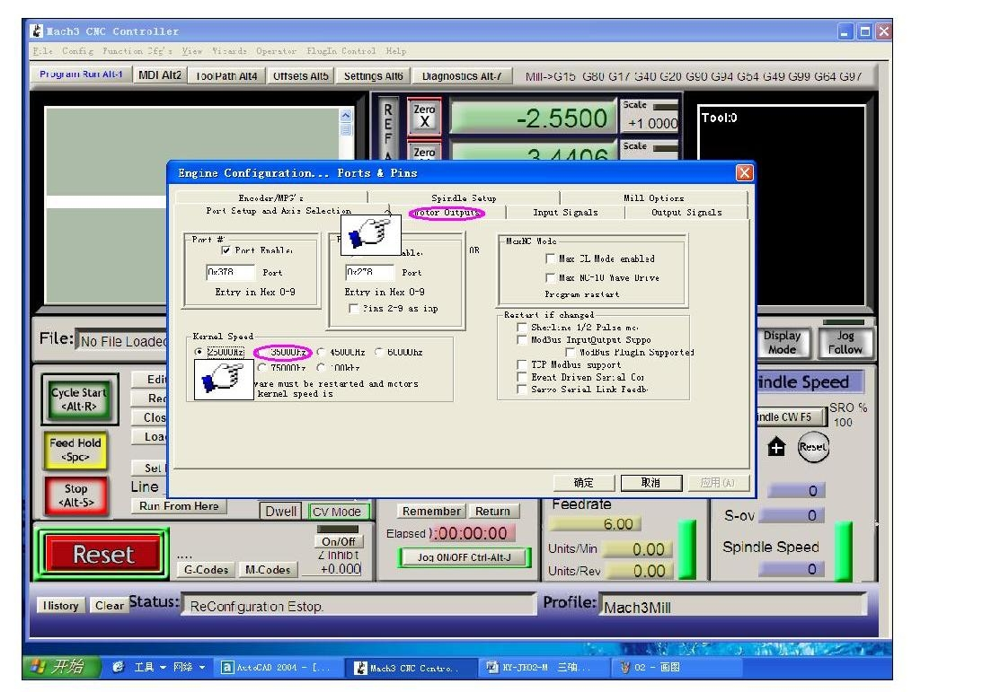 Mach3 CNC Controller
File Config Function Cfg's View Wizards Operator PlugIn Control Help
Program Run Alt-1 MDI Alt2 ToolPath Alt4 Offsets Alt5 Settings Alt6 Diagnostics Alt-7 Mill->G15 G80 G17 G40 G20 G90 G94 G54 G49 G99 G64 G97
R
E
F
A
Zero
X
-2.5500
Scale
+1.0000
Tool:0
Zero
3.4406
Scale
Engine Configuration... Ports & Pins
Encoder/MPG's Spindle Setup Mill Options
Port Setup and Axis Selection Motor Outputs Input Signals Output Signals
Port #
Port Enable
0x378 Port
Entry in Hex 0-9
0x278 Port
Entry in Hex 0-9
Pins 2-9 as inp
OR
MaxNC Mode
Max CL Mode enabled
Max NC-10 Wave Drive
Program restart
Restart if changed
Sherline 1/2 Pulse mo
ModBus InputOutput Suppo
ModBus PlugIn Supported
TCP Modbus support
Event Driven Serial Con
Servo Serial Link Feedb
Kernel Speed
25000Hz 35000Hz 45000Hz 60000hz
75000hz 100khz
ware must be restarted and motors
kernel speed is
确定 取消 应用(A)
File: No File Loaded
Display
Mode
Jog
Follow
Cycle Start
<Alt-R>
Feed Hold
<Spc>
Stop
<Alt-S>
Edi
Rec
Clos
Loa
Set
Line
Run From Here
Dwell CV Mode
Reset
....
G-Codes M-Codes
On/Off
Z Inhibit
+0.000
Remember Return
Elapsed
:00:00:00
Jog ON/OFF Ctrl-Alt-J
Feedrate
6.00
Units/Min 0.00
Units/Rev 0.00
indle Speed
indle CW F5
SRO %
100
Reset
0
S-ov 0
Spindle Speed
0
History Clear Status: ReConfiguration Estop. Profile: Mach3Mill
开始 工具 网络 AutoCAD 2004 - [... Mach3 CNC Contro... HY-JK02-M 三轴... 02 - 画图